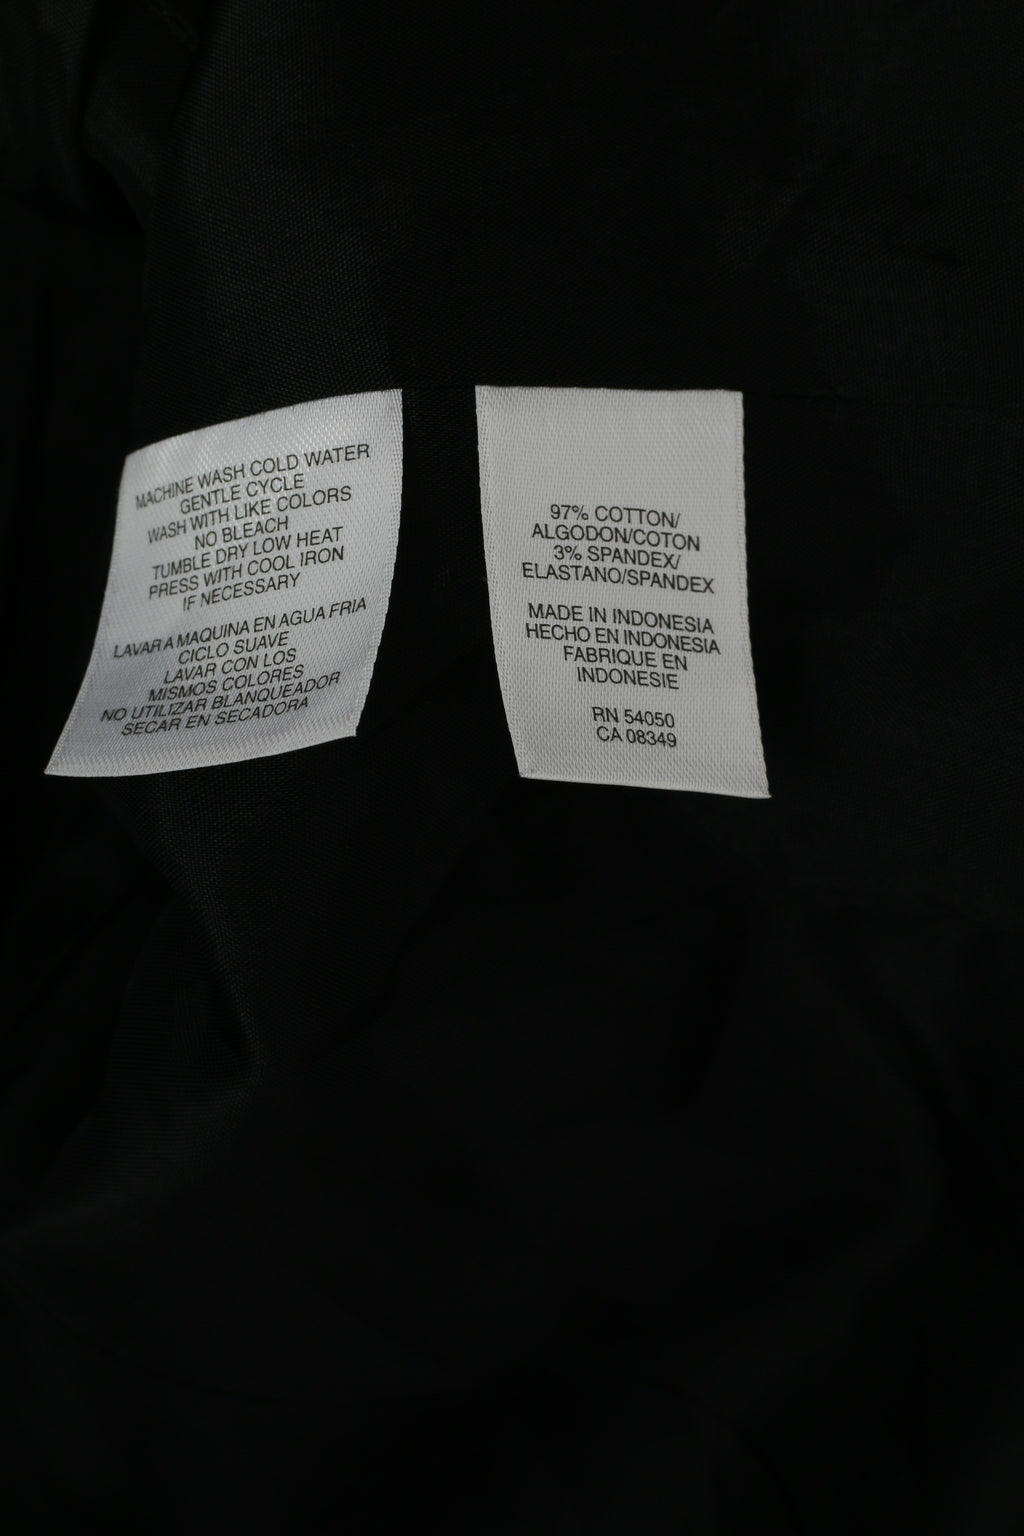 MACHINE WASH COLD WATER
GENTLE CYCLE
WASH WITH LIKE COLORS
NO BLEACH
TUMBLE DRY LOW HEAT
PRESS WITH COOL IRON
IF NECESSARY
LAVAR A MAQUINA EN AGUA FRIA
CICLO SUAVE
LAVAR CON LOS
MISMOS COLORES
NO UTILIZAR BLANQUEADOR
SECAR EN SECADORA
97% COTTON/
ALGODON/COTON
3% SPANDEX/
ELASTANO/SPANDEX
MADE IN INDONESIA
HECHO EN INDONESIA
FABRIQUE EN
INDONESIE
RN 54050
CA 08349